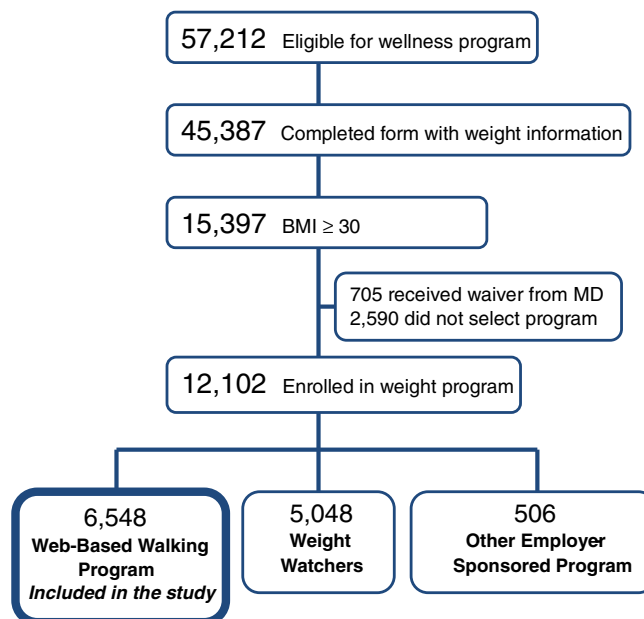 57,212 Eligible for wellness program
45,387 Completed form with weight information
15,397 BMI ≥ 30
705 received waiver from MD
2,590 did not select program
12,102 Enrolled in weight program
6,548
Web-Based Walking
Program
Included in the study
5,048
Weight
Watchers
506
Other Employer
Sponsored Program